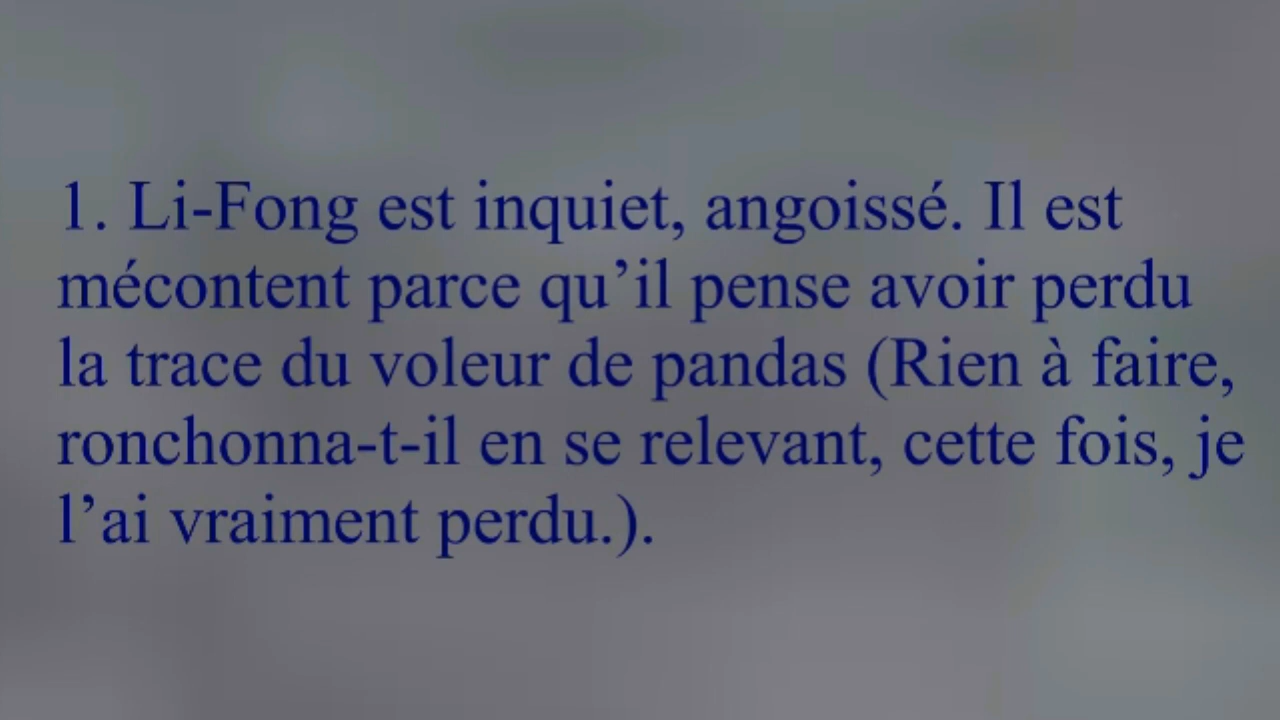 1. Li-Fong est inquiet, angoissé. Il est
mécontent parce qu’il pense avoir perdu
la trace du voleur de pandas (Rien à faire,
ronchonna-t-il en se relevant, cette fois, je
l’ai vraiment perdu.).